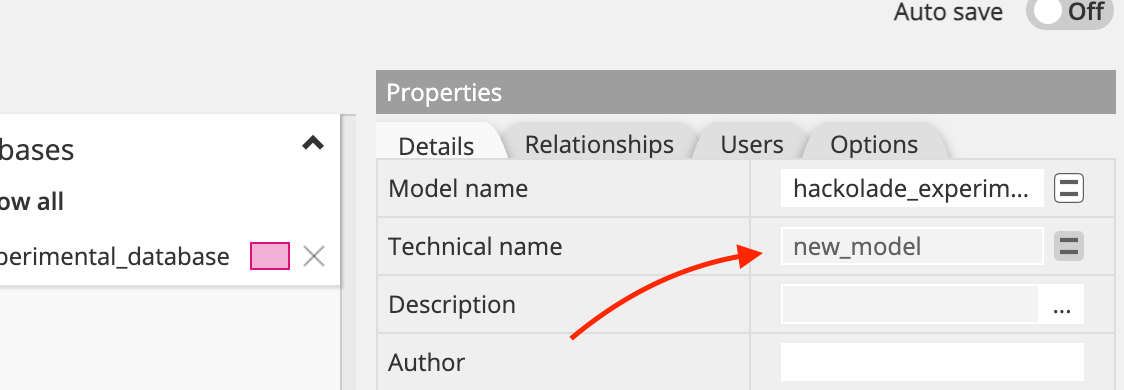 Auto save Off
Properties
Details Relationships Users Options
bases
ow all
perimental_database
Model name hackolade_experim...
Technical name new_model
Description ...
Author